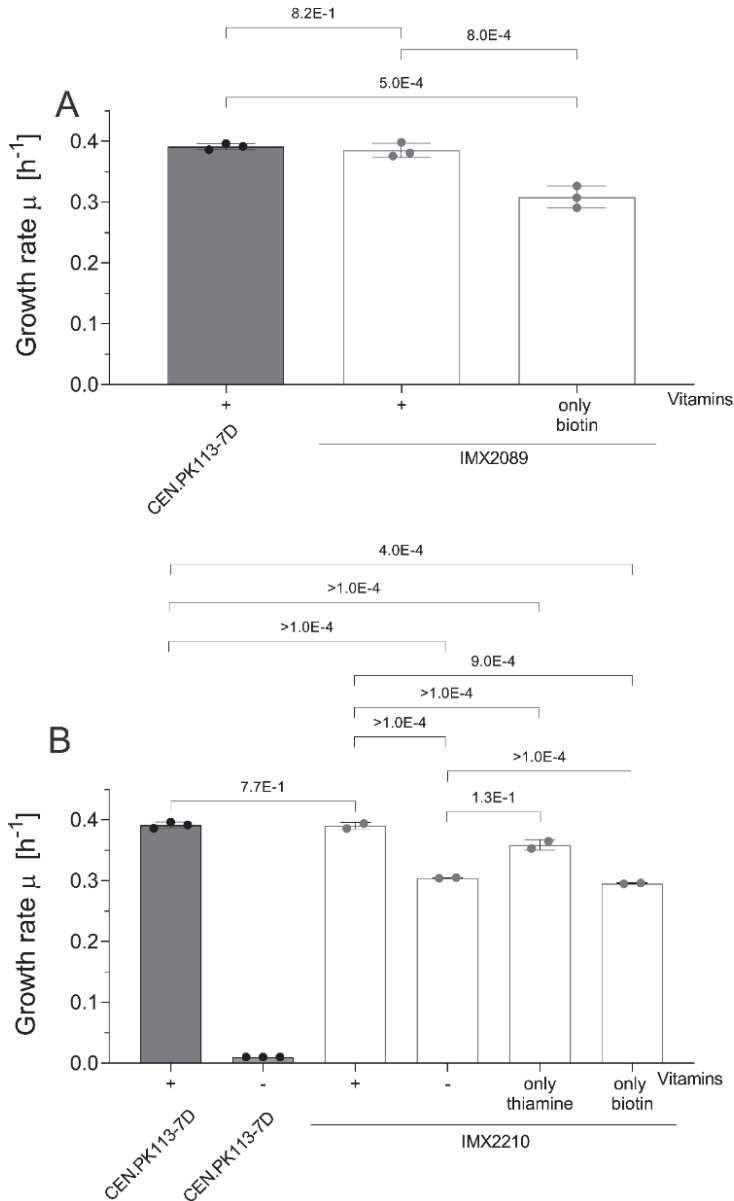 8.2E-1
8.0E-4
5.0E-4
A
Growth rate µ [h-1]
0.4
0.3
0.2
0.1
0.0
+
+
only
biotin
Vitamins
CEN.PK113-7D
IMX2089
4.0E-4
>1.0E-4
>1.0E-4
9.0E-4
>1.0E-4
>1.0E-4
>1.0E-4
B
7.7E-1
1.3E-1
Growth rate µ [h-1]
0.4
0.3
0.2
0.1
0.0
+
-
+
-
only
thiamine
only
biotin
Vitamins
CEN.PK113-7D
CEN.PK113-7D
IMX2210